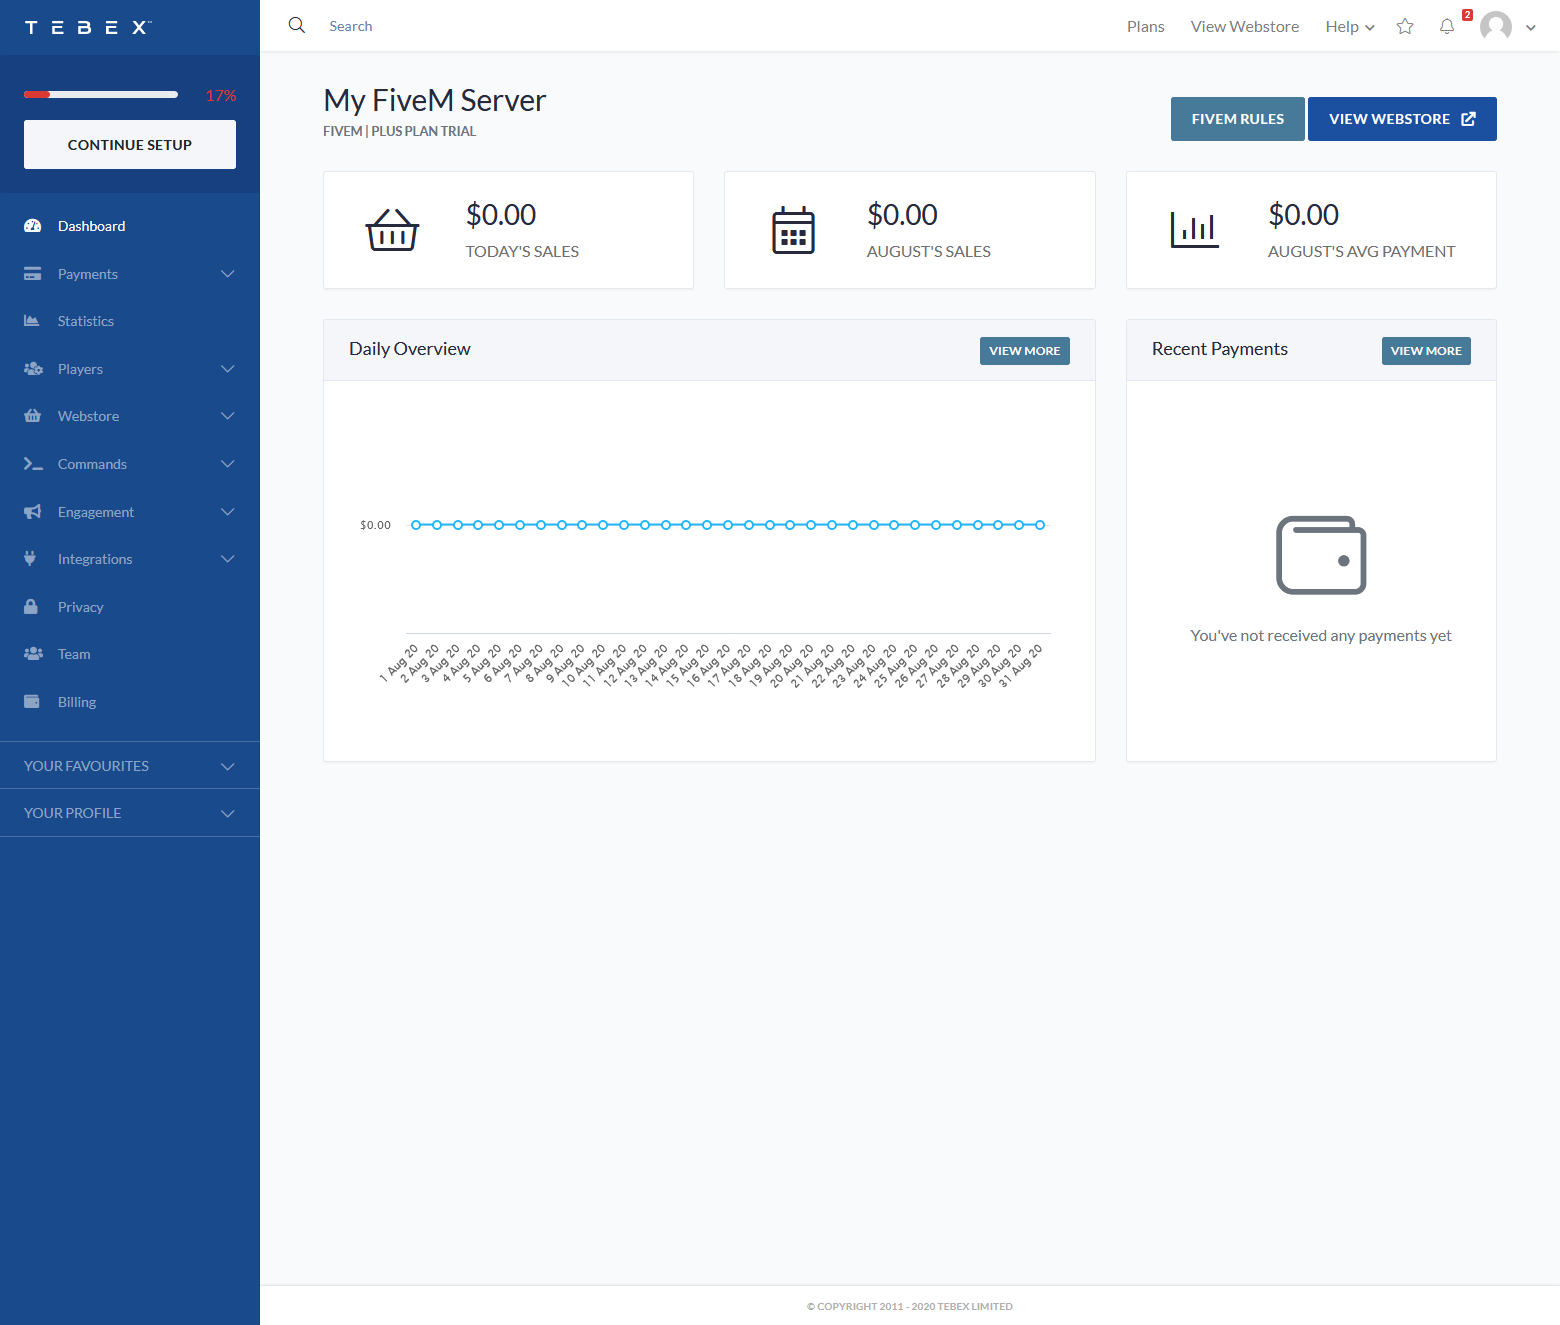 TEBEX™
Search
Plans
View Webstore
Help
2
17%
CONTINUE SETUP
Dashboard
Payments
Statistics
Players
Webstore
Commands
Engagement
Integrations
Privacy
Team
Billing
YOUR FAVOURITES
YOUR PROFILE
My FiveM Server
FIVEM | PLUS PLAN TRIAL
FIVEM RULES
VIEW WEBSTORE
$0.00
TODAY'S SALES
$0.00
AUGUST'S SALES
$0.00
AUGUST'S AVG PAYMENT
Daily Overview
VIEW MORE
$0.00
1 Aug 20
2 Aug 20
3 Aug 20
4 Aug 20
5 Aug 20
6 Aug 20
7 Aug 20
8 Aug 20
9 Aug 20
10 Aug 20
11 Aug 20
12 Aug 20
13 Aug 20
14 Aug 20
15 Aug 20
16 Aug 20
17 Aug 20
18 Aug 20
19 Aug 20
20 Aug 20
21 Aug 20
22 Aug 20
23 Aug 20
24 Aug 20
25 Aug 20
26 Aug 20
27 Aug 20
28 Aug 20
29 Aug 20
30 Aug 20
31 Aug 20
Recent Payments
VIEW MORE
You've not received any payments yet
© COPYRIGHT 2011 - 2020 TEBEX LIMITED